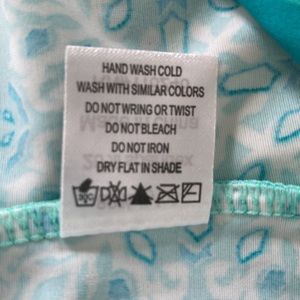 HAND WASH COLD
WASH WITH SIMILAR COLORS
DO NOT WRING OR TWIST
DO NOT BLEACH
DO NOT IRON
DRY FLAT IN SHADE